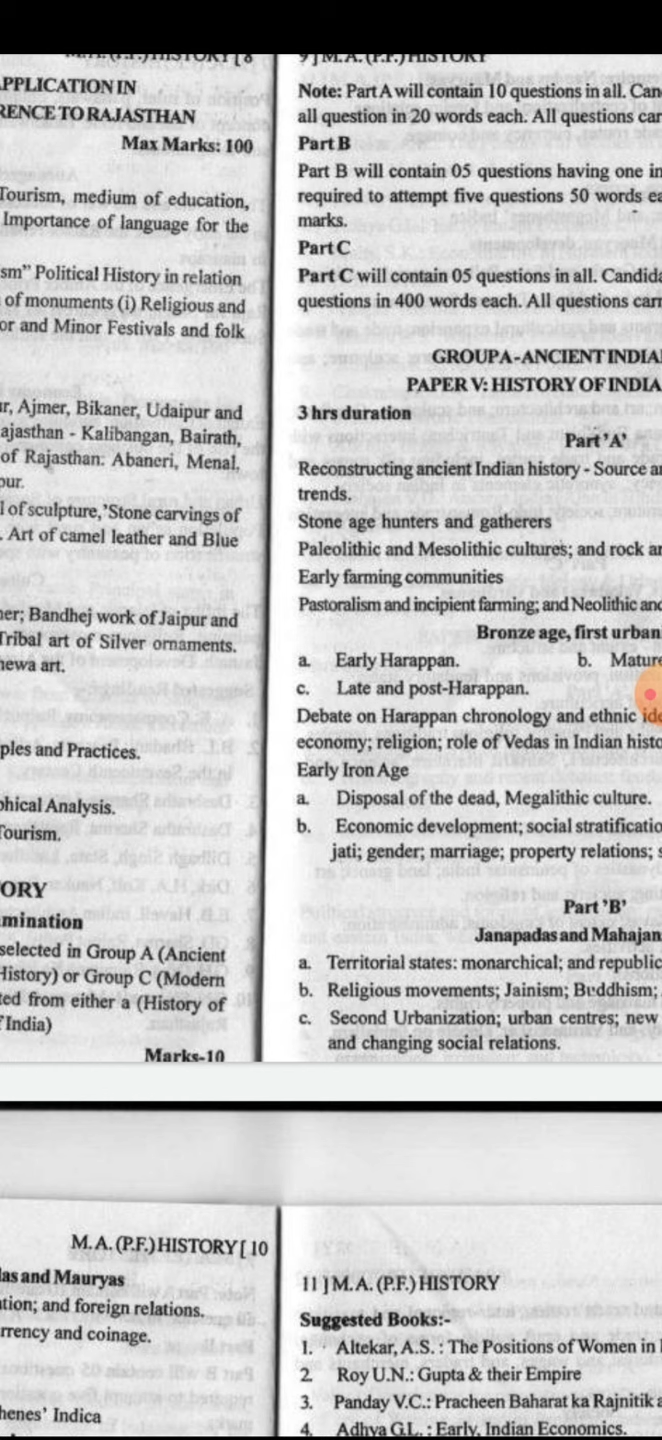 M.A. (P.F.) HISTORY [ 8
APPLICATION IN
RENCE TO RAJASTHAN
Max Marks: 100
Tourism, medium of education,
Importance of language for the
sm" Political History in relation
of monuments (i) Religious and
or and Minor Festivals and folk
ur, Ajmer, Bikaner, Udaipur and
ajasthan - Kalibangan, Bairath,
of Rajasthan: Abaneri, Menal,
pur.
l of sculpture,'Stone carvings of
. Art of camel leather and Blue
ner; Bandhej work of Jaipur and
Tribal art of Silver ornaments.
hewa art.
ples and Practices.
phical Analysis.
Tourism.
ORY
mination
selected in Group A (Ancient
History) or Group C (Modern
ted from either a (History of
f India)
Marks-10
9 ] M.A. (P.F.) HISTORY
Note: Part A will contain 10 questions in all. Can
all question in 20 words each. All questions car
Part B
Part B will contain 05 questions having one in
required to attempt five questions 50 words ea
marks.
Part C
Part C will contain 05 questions in all. Candida
questions in 400 words each. All questions carr
GROUP A - ANCIENT INDIA
PAPER V: HISTORY OF INDIA
3 hrs duration
Part 'A'
Reconstructing ancient Indian history - Source a
trends.
Stone age hunters and gatherers
Paleolithic and Mesolithic cultures; and rock ar
Early farming communities
Pastoralism and incipient farming; and Neolithic and
Bronze age, first urban
a. Early Harappan. b. Mature
c. Late and post-Harappan.
Debate on Harappan chronology and ethnic ide
economy; religion; role of Vedas in Indian histo
Early Iron Age
a. Disposal of the dead, Megalithic culture.
b. Economic development; social stratificatio
jati; gender; marriage; property relations; s
Part 'B'
Janapadas and Mahajan
a. Territorial states: monarchical; and republic
b. Religious movements; Jainism; Buddhism;
c. Second Urbanization; urban centres; new
and changing social relations.
M.A. (P.F.) HISTORY [ 10
das and Mauryas
ation; and foreign relations.
rrency and coinage.
henes' Indica
11 ] M.A. (P.F.) HISTORY
Suggested Books:-
1. Altekar, A.S. : The Positions of Women in
2 Roy U.N.: Gupta & their Empire
3. Panday V.C.: Pracheen Baharat ka Rajnitik a
4. Adhya G.L. : Early, Indian Economics.